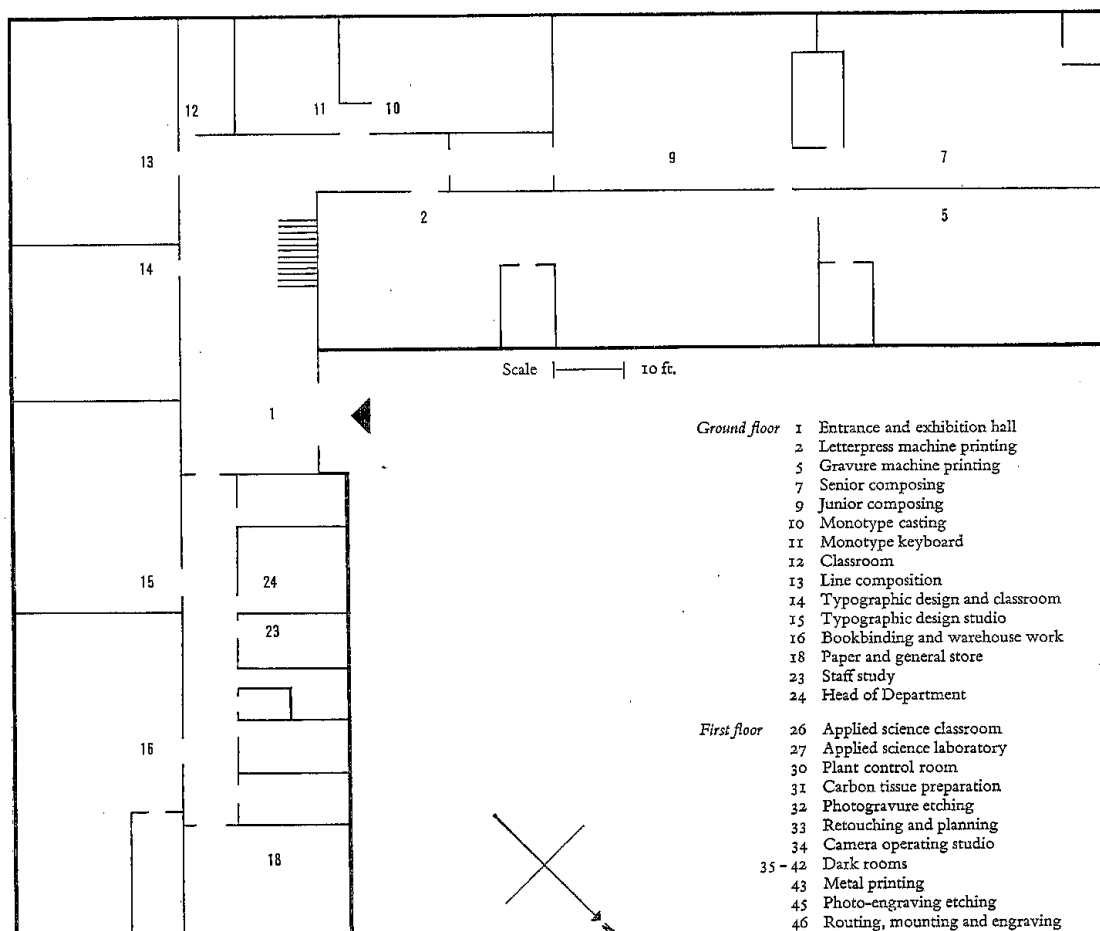 12
11
10
13
9
7
2
5
14
Scale 10 ft.
1
15
24
23
16
18
Ground floor 1 Entrance and exhibition hall
2 Letterpress machine printing
5 Gravure machine printing
7 Senior composing
9 Junior composing
10 Monotype casting
11 Monotype keyboard
12 Classroom
13 Line composition
14 Typographic design and classroom
15 Typographic design studio
16 Bookbinding and warehouse work
18 Paper and general store
23 Staff study
24 Head of Department
First floor 26 Applied science classroom
27 Applied science laboratory
30 Plant control room
31 Carbon tissue preparation
32 Photogravure etching
33 Retouching and planning
34 Camera operating studio
35 – 42 Dark rooms
43 Metal printing
45 Photo-engraving etching
46 Routing, mounting and engraving